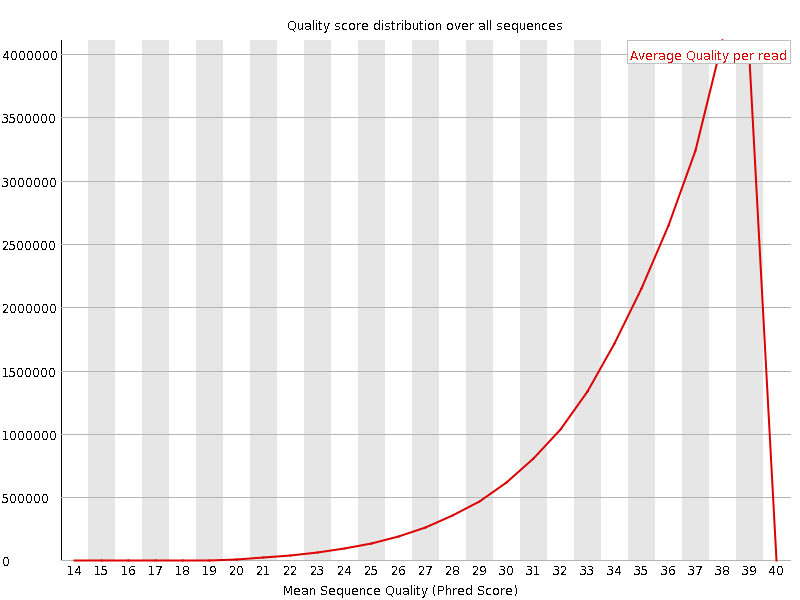 Quality score distribution over all sequences
Average Quality per read
4000000
3500000
3000000
2500000
2000000
1500000
1000000
500000
0
14 15 16 17 18 19 20 21 22 23 24 25 26 27 28 29 30 31 32 33 34 35 36 37 38 39 40
Mean Sequence Quality (Phred Score)